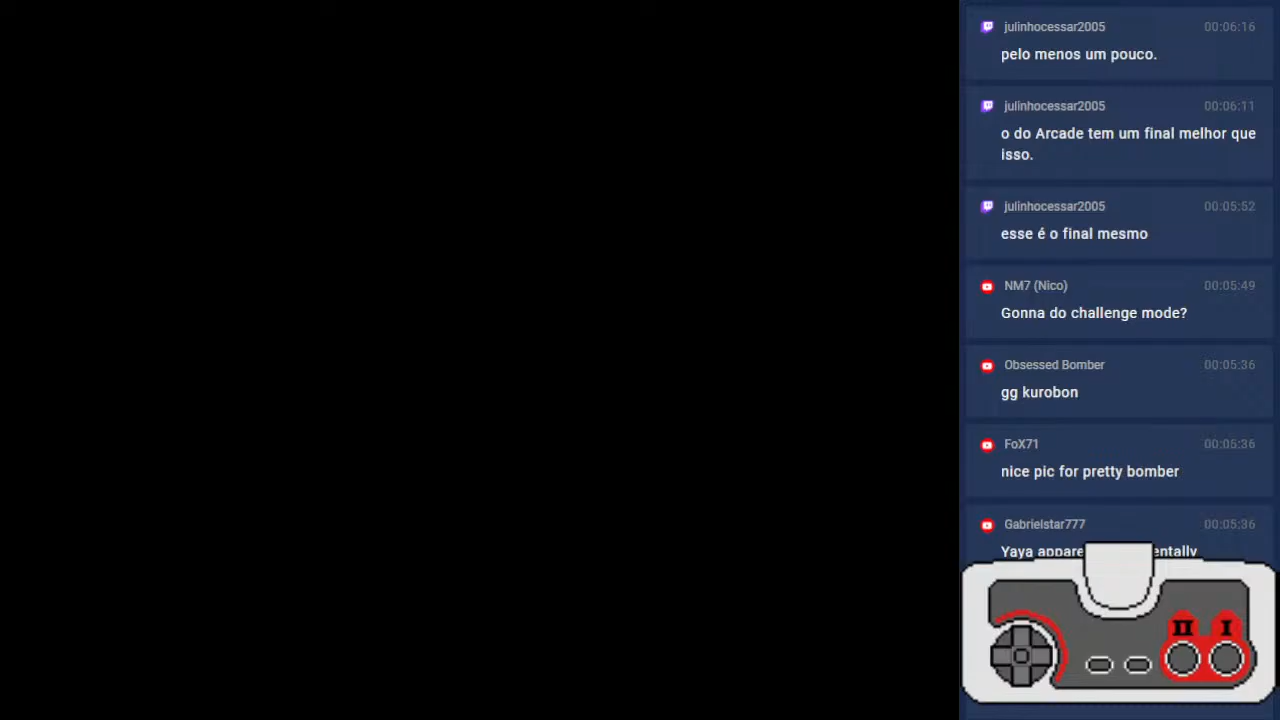 julinhocessar2005 00:06:16
pelo menos um pouco.
julinhocessar2005 00:06:11
o do Arcade tem um final melhor que
isso.
julinhocessar2005 00:05:52
esse é o final mesmo
NM7 (Nico) 00:05:49
Gonna do challenge mode?
Obsessed Bomber 00:05:36
gg kurobon
FoX71 00:05:36
nice pic for pretty bomber
Gabrielstar777 00:05:36
Yaya
II I